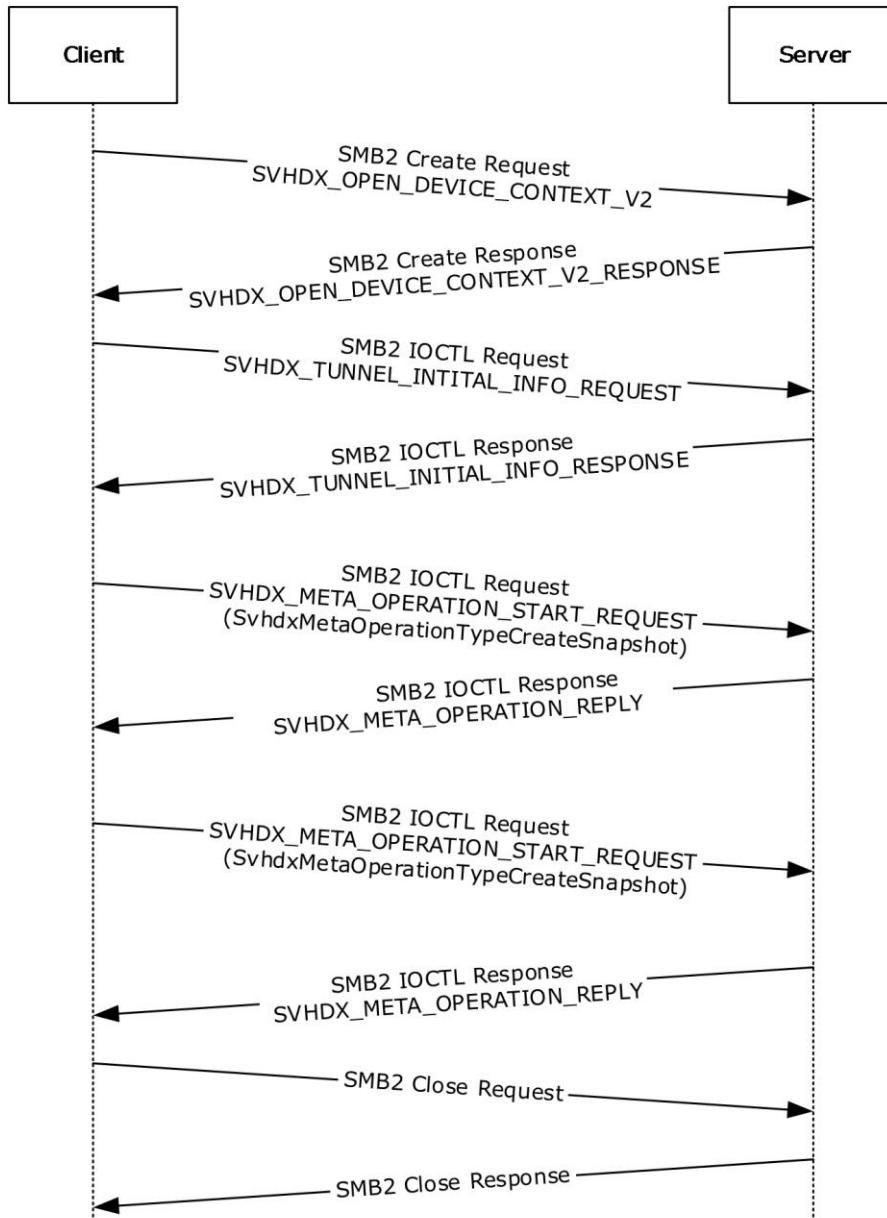 Client
Server
SMB2 Create Request
SVHDX_OPEN_DEVICE_CONTEXT_V2
SMB2 Create Response
SVHDX_OPEN_DEVICE_CONTEXT_V2_RESPONSE
SMB2 IOCTL Request
SVHDX_TUNNEL_INTITAL_INFO_REQUEST
SMB2 IOCTL Response
SVHDX_TUNNEL_INITIAL_INFO_RESPONSE
SMB2 IOCTL Request
SVHDX_META_OPERATION_START_REQUEST
(SvhdxMetaOperationTypeCreateSnapshot)
SMB2 IOCTL Response
SVHDX_META_OPERATION_REPLY
SMB2 IOCTL Request
SVHDX_META_OPERATION_START_REQUEST
(SvhdxMetaOperationTypeCreateSnapshot)
SMB2 IOCTL Response
SVHDX_META_OPERATION_REPLY
SMB2 Close Request
SMB2 Close Response